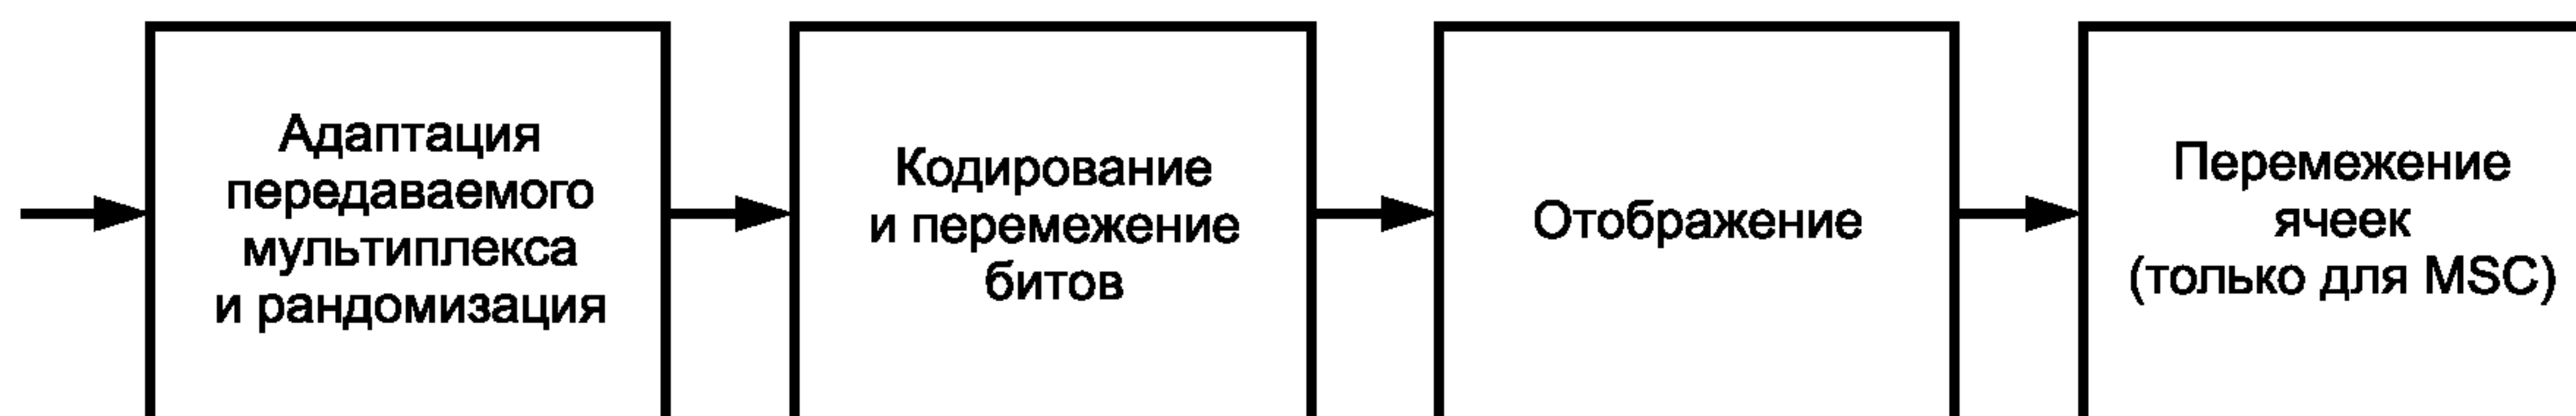 Адаптация
передаваемого
мультиплекса
и рандомизация
Кодирование
и перемежение
битов
Отображение
Перемежение
ячеек
(только для MSC)